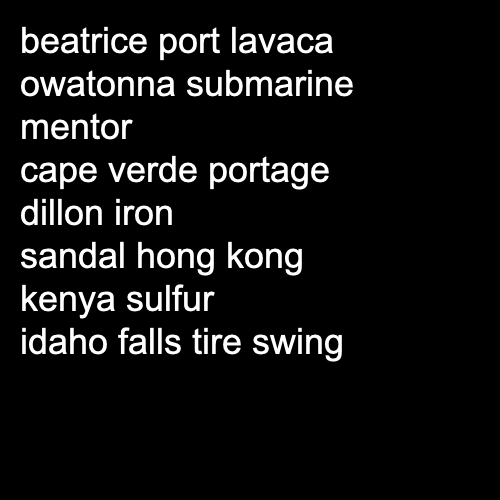 beatrice port lavaca
owatonna submarine
mentor
cape verde portage
dillon iron
sandal hong kong
kenya sulfur
idaho falls tire swing